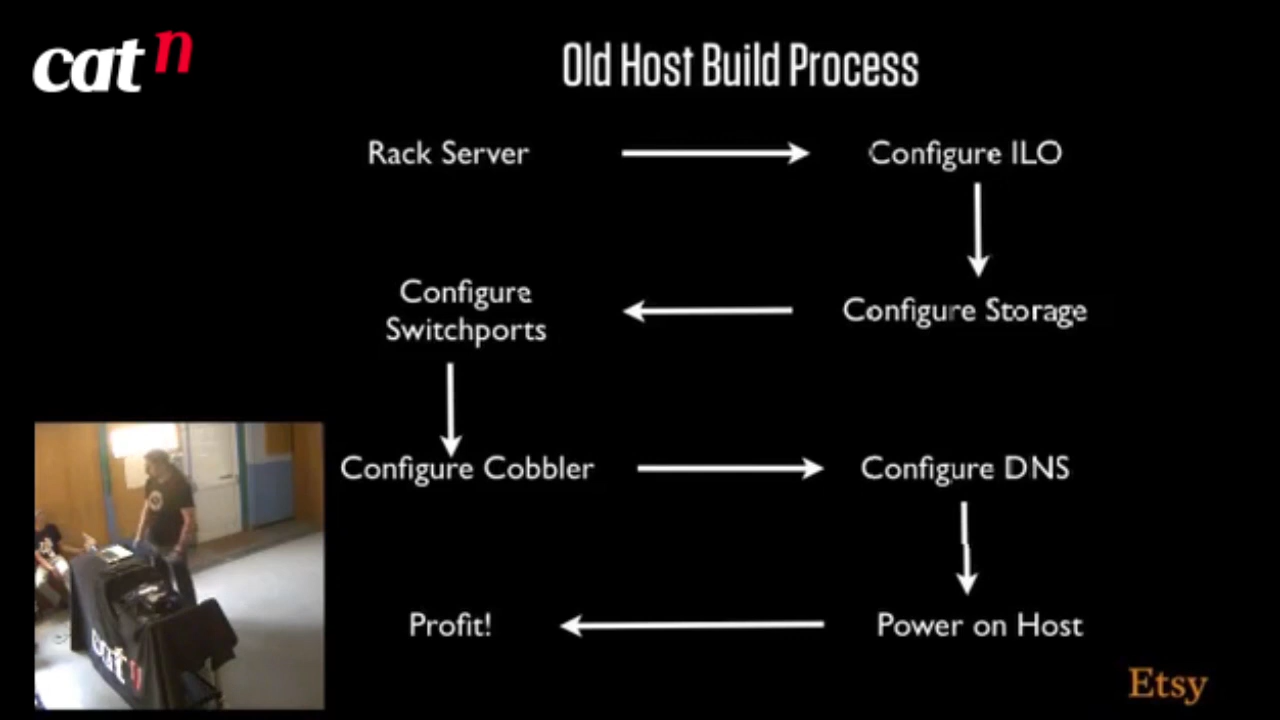 catn
Old Host Build Process
Rack Server
Configure ILO
Configure
Switchports
Configure Storage
Configure Cobbler
Configure DNS
Profit!
Power on Host
catn
Etsy